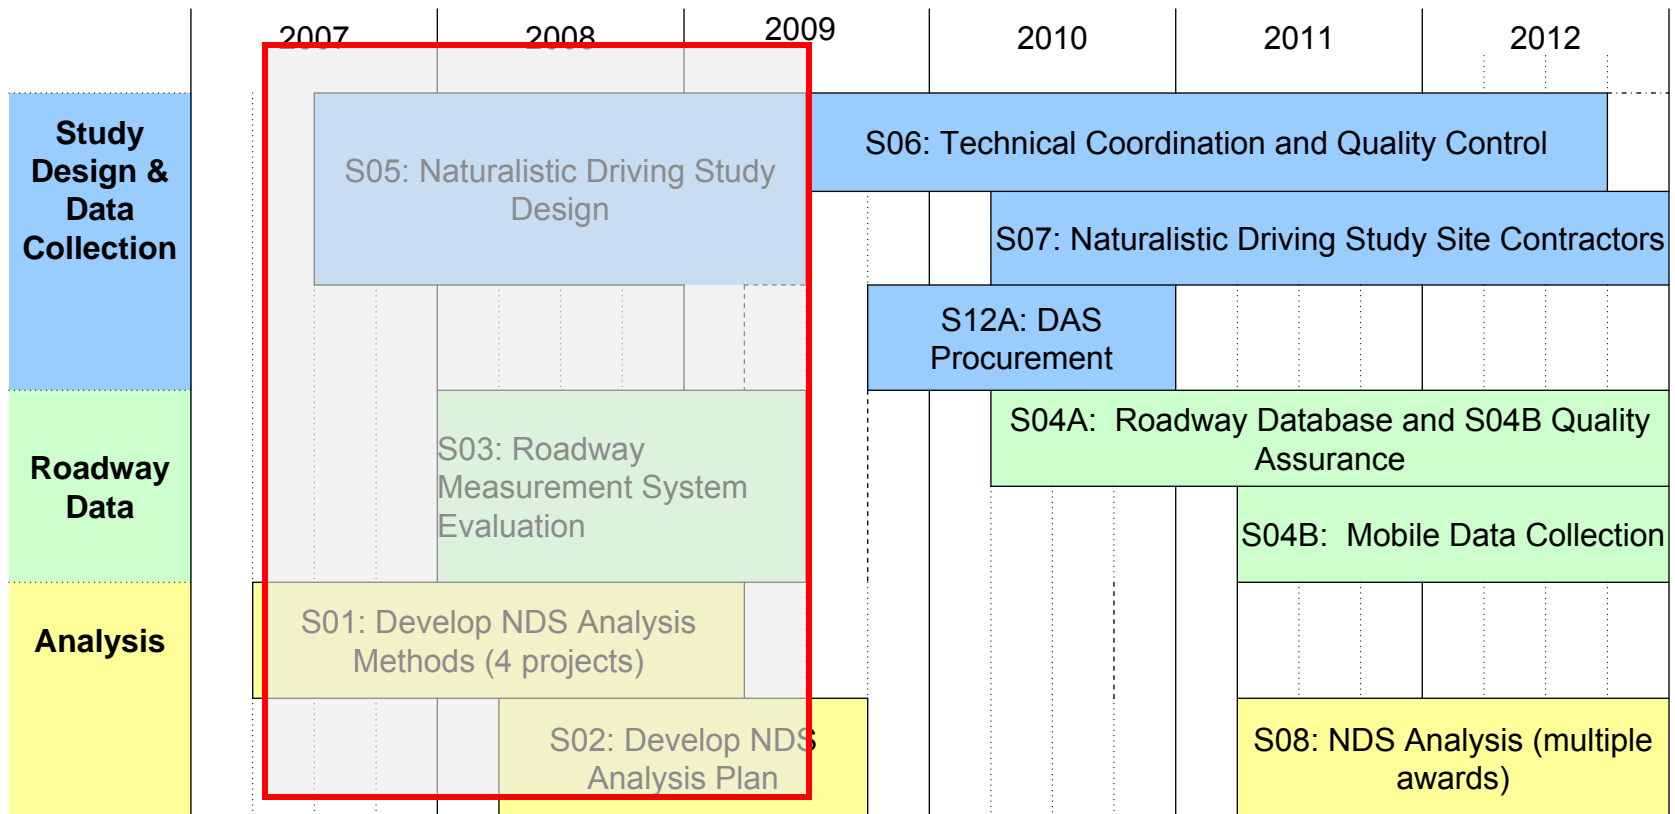 2007 2008 2009 2010 2011 2012
Study
Design &
Data
Collection
S05: Naturalistic Driving Study
Design
S06: Technical Coordination and Quality Control
S07: Naturalistic Driving Study Site Contractors
S12A: DAS
Procurement
Roadway
Data
S03: Roadway
Measurement System
Evaluation
S04A: Roadway Database and S04B Quality
Assurance
S04B: Mobile Data Collection
Analysis
S01: Develop NDS Analysis
Methods (4 projects)
S02: Develop NDS
Analysis Plan
S08: NDS Analysis (multiple
awards)